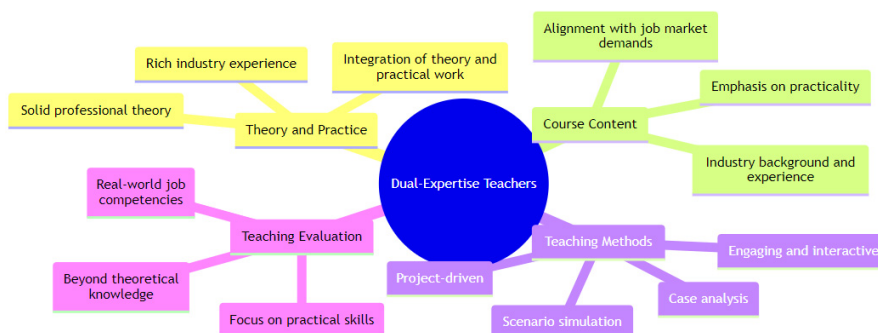 Alignment with job market
demands
Rich industry experience
Integration of theory and
practical work
Emphasis on practicality
Solid professional theory
Theory and Practice
Course Content
Industry background and
experience
Dual-Expertise Teachers
Real-world job
competencies
Teaching Evaluation
Teaching Methods
Engaging and interactive
Beyond theoretical
knowledge
Project-driven
Case analysis
Focus on practical skills
Scenario simulation